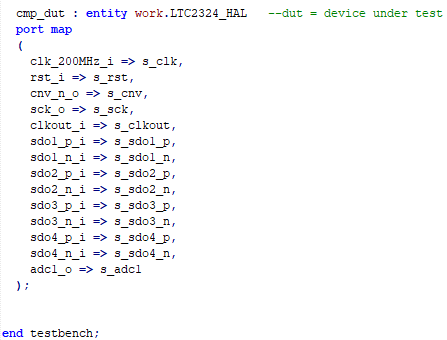 cmp_dut : entity work.LTC2324_HAL   --dut = device under test
port map
(
  clk_200MHz_i => s_clk,
  rst_i => s_rst,
  cnv_n_o => s_cnv,
  sck_o => s_sck,
  clkout_i => s_clkout,
  sdo1_p_i => s_sdo1_p,
  sdo1_n_i => s_sdo1_n,
  sdo2_p_i => s_sdo2_p,
  sdo2_n_i => s_sdo2_n,
  sdo3_p_i => s_sdo3_p,
  sdo3_n_i => s_sdo3_n,
  sdo4_p_i => s_sdo4_p,
  sdo4_n_i => s_sdo4_n,
  adc1_o => s_adc1
);
end testbench;